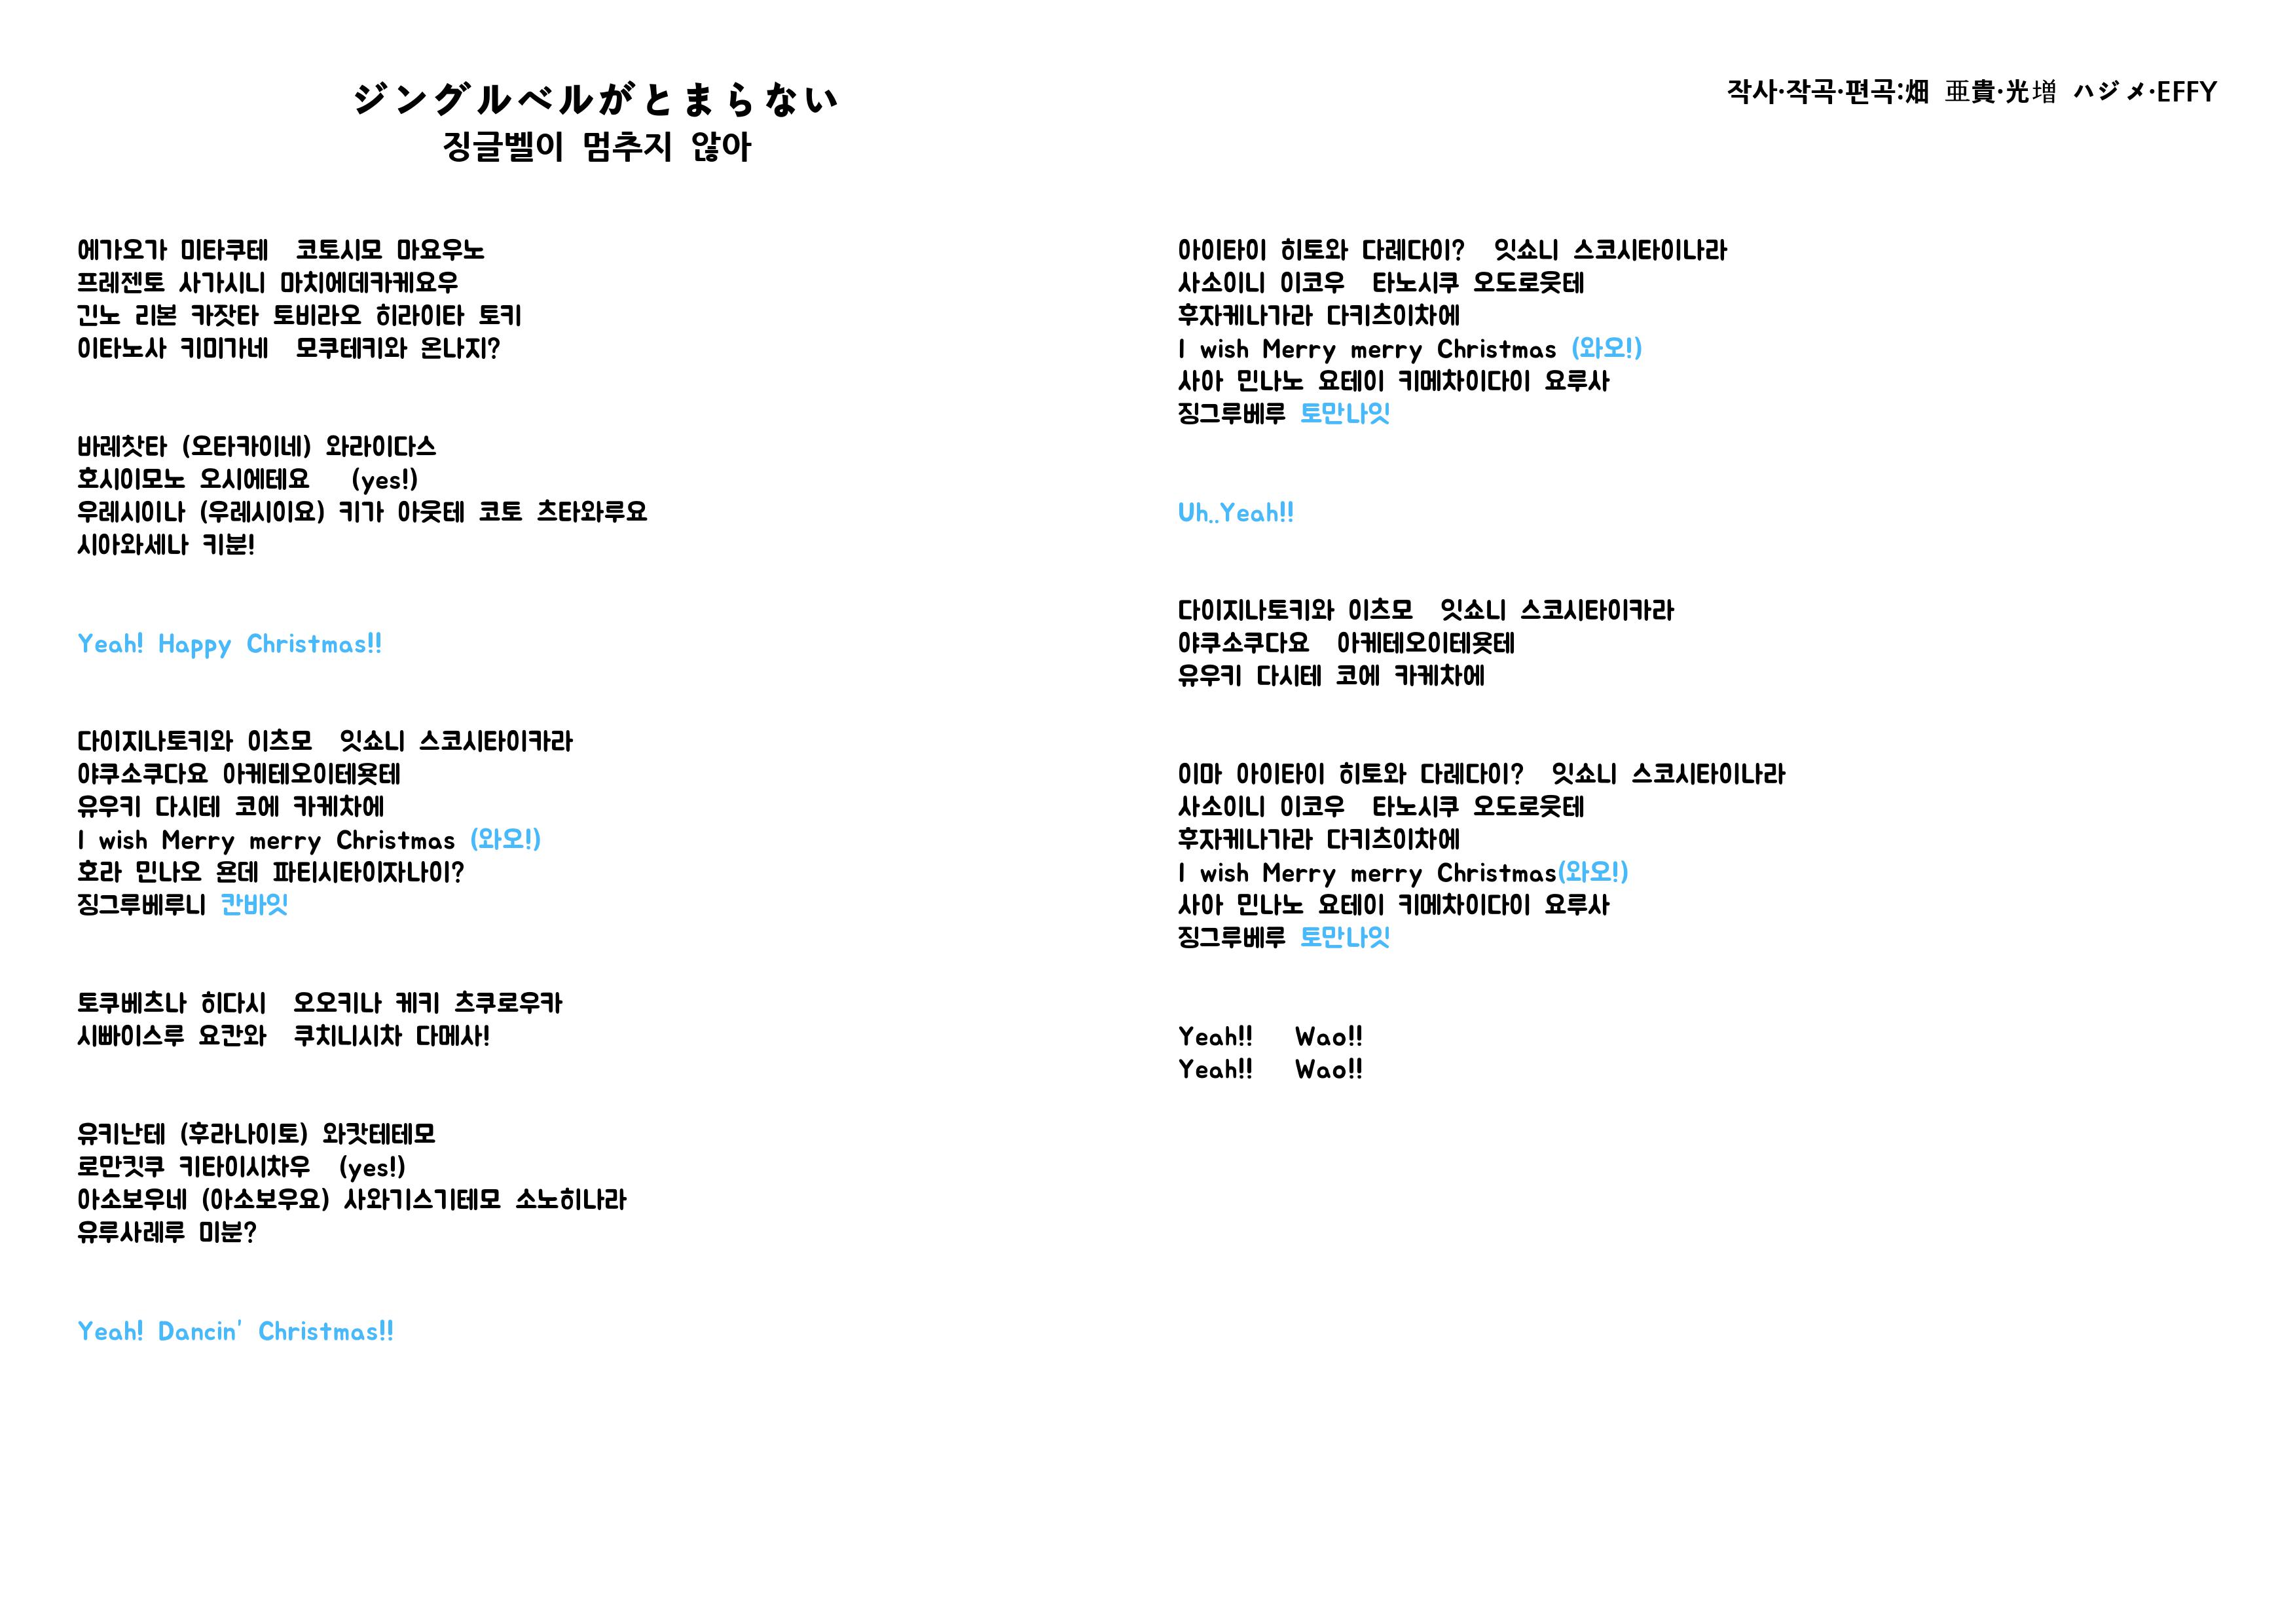 ジングルベルがとまらない
징글벨이 멈추지 않아
작사·작곡·편곡:畑 亜貴·光増 ハジメ·EFFY
에가오가 미타쿠테 코토시모 마요우노
프레젠토 사가시니 마치에데카케요우
긴노 리본 카잣타 토비라오 히라이타 토키
이타노사 키미가네 모쿠테키와 온나지?
바레찻타 (오타카이네) 와라이다스
호시이모노 오시에테요 (yes!)
우레시이나 (우레시이요) 키가 아웃테 코토 츠타와루요
시아와세나 키분!
Yeah! Happy Christmas!!
다이지나토키와 이츠모 잇쇼니 스코시타이카라
야쿠소쿠다요 아케테오이테욧테
유우키 다시테 코에 카케차에
I wish Merry merry Christmas (와오!)
호라 민나오 욘데 파티시타이자나이?
징그루베루니 칸바잇
토쿠베츠나 히다시 오오키나 케키 츠쿠로우카
시빠이스루 요칸와 쿠치니시차 다메사!
유키난테 (후라나이토) 와캇테테모
로만킷쿠 키타이시차우 (yes!)
아소보우네 (아소보우요) 사와기스기테모 소노히나라
유루사레루 미분?
Yeah! Dancin' Christmas!!
아이타이 히토와 다레다이? 잇쇼니 스코시타이나라
사소이니 이코우 타노시쿠 오도로웃테
후자케나가라 다키츠이차에
I wish Merry merry Christmas (와오!)
사아 민나노 요테이 키메차이다이 요루사
징그루베루 토만나잇
Uh..Yeah!!
다이지나토키와 이츠모 잇쇼니 스코시타이카라
야쿠소쿠다요 아케테오이테욧테
유우키 다시테 코에 카케차에
이마 아이타이 히토와 다레다이? 잇쇼니 스코시타이나라
사소이니 이코우 타노시쿠 오도로웃테
후자케나가라 다키츠이차에
I wish Merry merry Christmas(와오!)
사아 민나노 요테이 키메차이다이 요루사
징그루베루 토만나잇
Yeah!! Wao!!
Yeah!! Wao!!